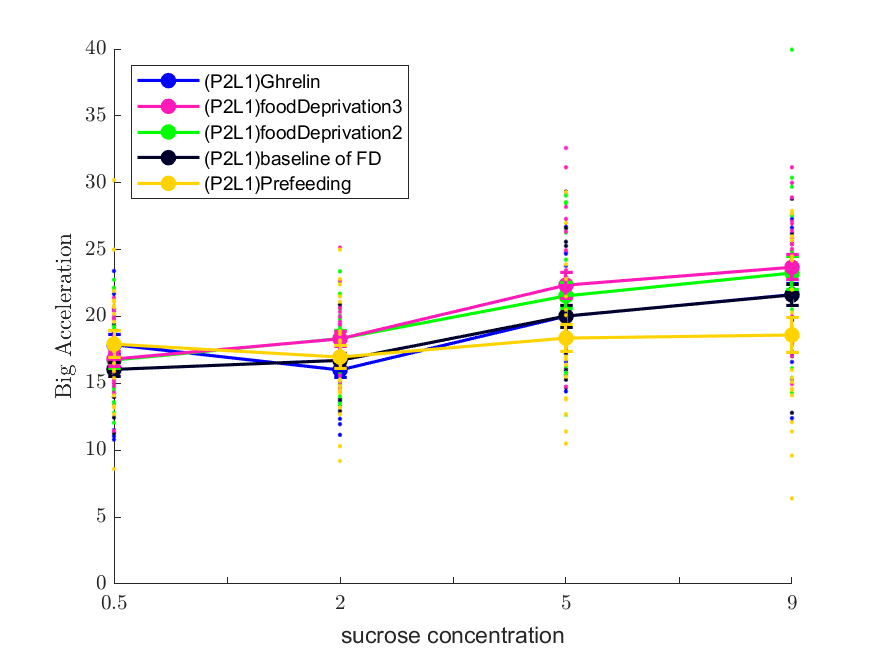 40
35
30
25
20
15
10
5
0
Big Acceleration
(P2L1)Ghrelin
(P2L1)foodDeprivation3
(P2L1)foodDeprivation2
(P2L1)baseline of FD
(P2L1)Prefeeding
0.5 2 5 9
sucrose concentration